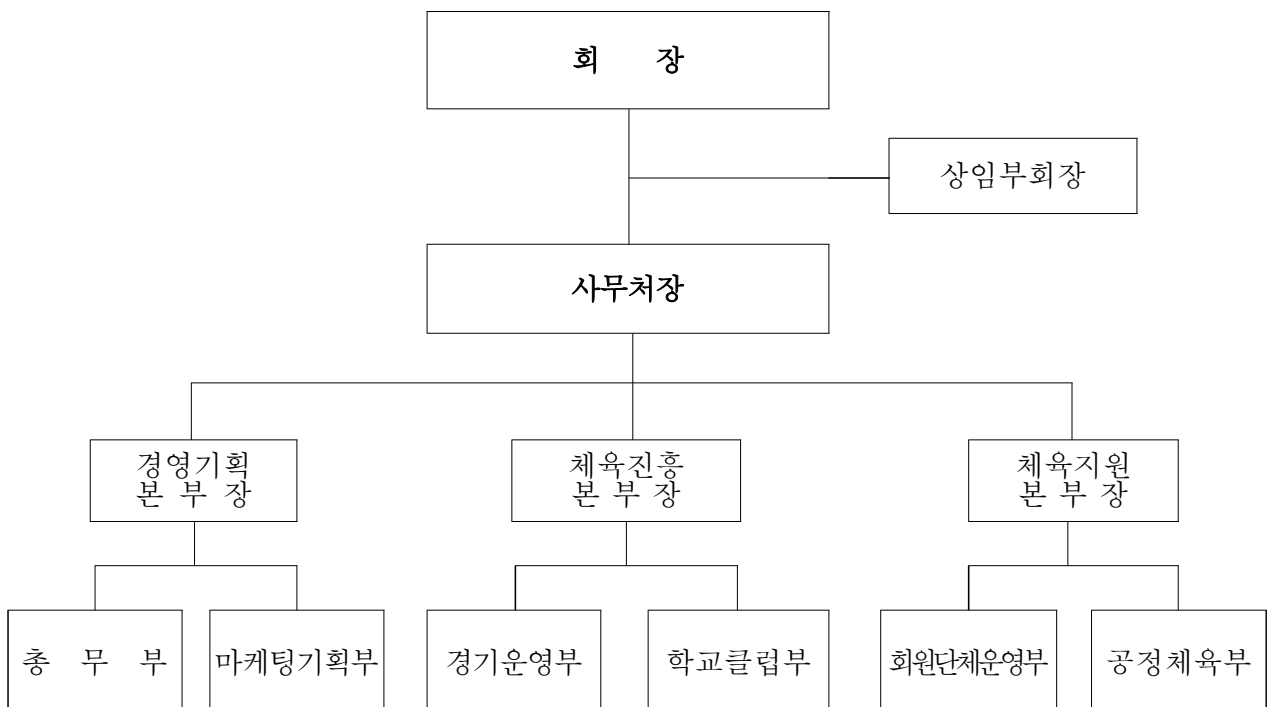 회 장
상임부회장
사무처장
경영기획
본 부 장
체육진흥
본 부 장
체육지원
본 부 장
총 무 부
마케팅기획부
경기운영부
학교클럽부
회원단체운영부
공정체육부